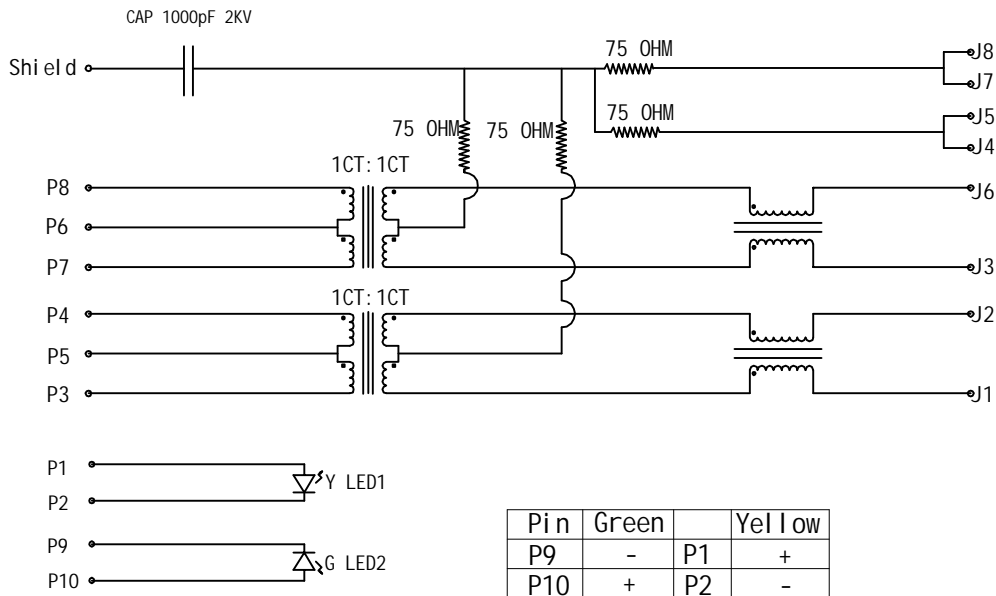 CAP 1000pF 2KV
75 OHM
J8
Shield
J7
75 OHM
J5
75 OHM 75 OHM
J4
1CT:1CT
P8
J6
P6
P7
J3
1CT:1CT
P4
J2
P5
P3
J1
P1
Y LED1
P2
Pin Green Yellow
P9
P9 - P1 +
G LED2
P10
P10 + P2 -